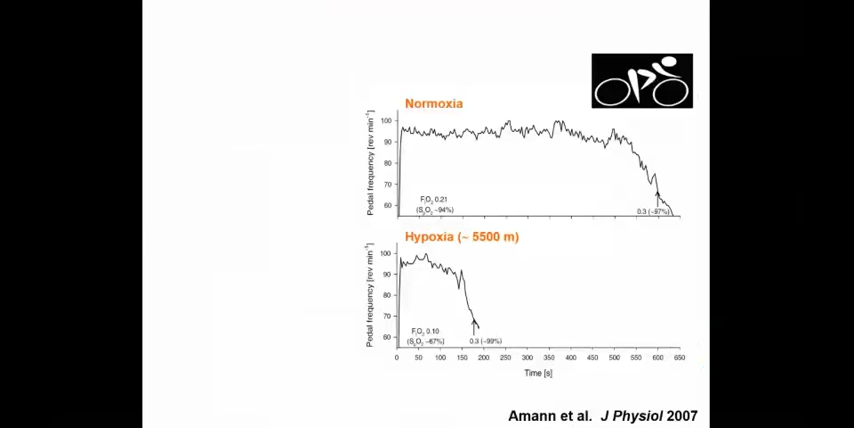 Normoxia
Pedal frequency [rev min⁻¹]
100
90
80
70
60
FIO2 0.21
(SpO2 ~94%)
0.3 (~97%)
Hypoxia (~ 5500 m)
Pedal frequency [rev min⁻¹]
100
90
80
70
60
FIO2 0.10
(SpO2 ~67%)
0.3 (~99%)
0 50 100 150 200 250 300 350 400 450 500 550 600 650
Time [s]
Amann et al. J Physiol 2007